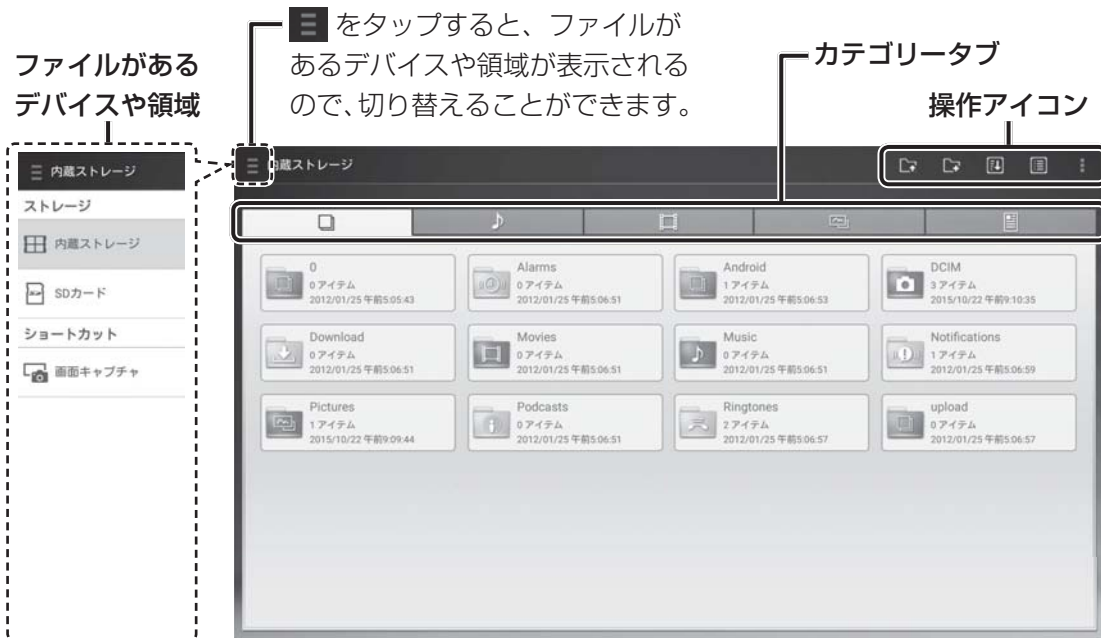 をタップすると、ファイルが
あるデバイスや領域が表示される
ので、切り替えることができます。
ファイルがある
デバイスや領域
カテゴリータブ
操作アイコン
内蔵ストレージ
ストレージ
内蔵ストレージ
SDカード
ショートカット
画面キャプチャ
内蔵ストレージ
0
0アイテム
2012/01/25 午前5:05:43
Alarms
0アイテム
2012/01/25 午前5:06:51
Android
1アイテム
2012/01/25 午前5:06:53
DCIM
3アイテム
2015/10/22 午前9:10:35
Download
0アイテム
2012/01/25 午前5:06:51
Movies
0アイテム
2012/01/25 午前5:06:51
Music
0アイテム
2012/01/25 午前5:06:51
Notifications
1アイテム
2012/01/25 午前5:06:59
Pictures
1アイテム
2015/10/22 午前9:09:44
Podcasts
0アイテム
2012/01/25 午前5:06:51
Ringtones
2アイテム
2012/01/25 午前5:06:57
upload
0アイテム
2012/01/25 午前5:06:57